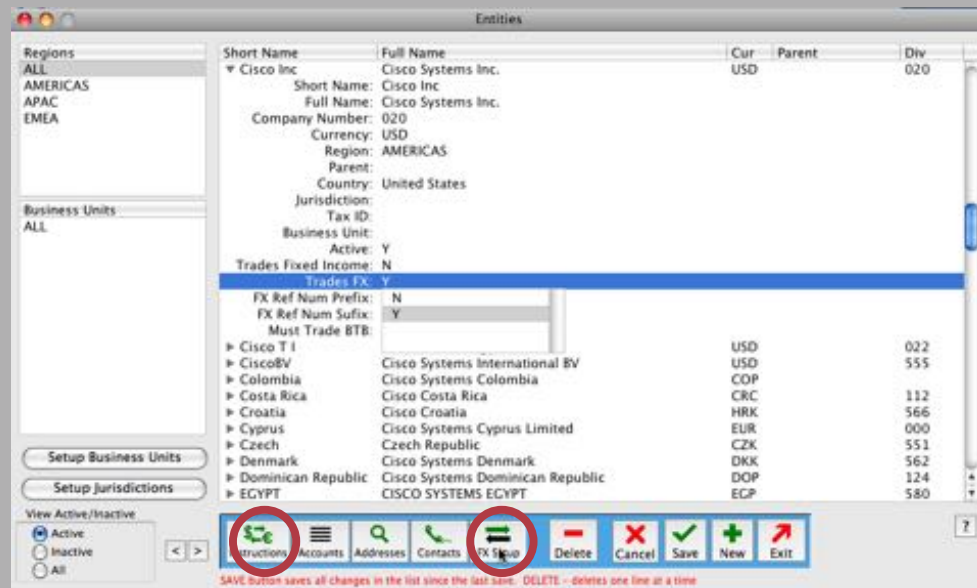 Entities
Regions
ALL
AMERICAS
APAC
EMEA
Business Units
ALL
Setup Business Units
Setup Jurisdictions
View Active/Inactive
Active
Inactive
All
< >
Short Name Full Name Cur Parent Div
Cisco Inc Cisco Systems Inc. USD 020
Short Name: Cisco Inc
Full Name: Cisco Systems Inc.
Company Number: 020
Currency: USD
Region: AMERICAS
Parent:
Country: United States
Jurisdiction:
Tax ID:
Business Unit:
Active: Y
Trades Fixed Income: N
Trades FX: Y
FX Ref Num Prefix: N
FX Ref Num Sufix: Y
Must Trade BTB:
Cisco T I USD 022
CiscoBV Cisco Systems International BV USD 555
Colombia Cisco Systems Colombia COP
Costa Rica Cisco Costa Rica CRC 112
Croatia Cisco Croatia HRK 566
Cyprus Cisco Systems Cyprus Limited EUR 000
Czech Czech Republic CZK 551
Denmark Cisco Systems Denmark DKK 562
Dominican Republic Cisco Systems Dominican Republic DOP 124
EGYPT CISCO SYSTEMS EGYPT EGP 580
Instructions Accounts Addresses Contacts FX Setup Delete Cancel Save New Exit
?
SAVE button saves all changes in the list since the last save. DELETE - deletes one line at a time